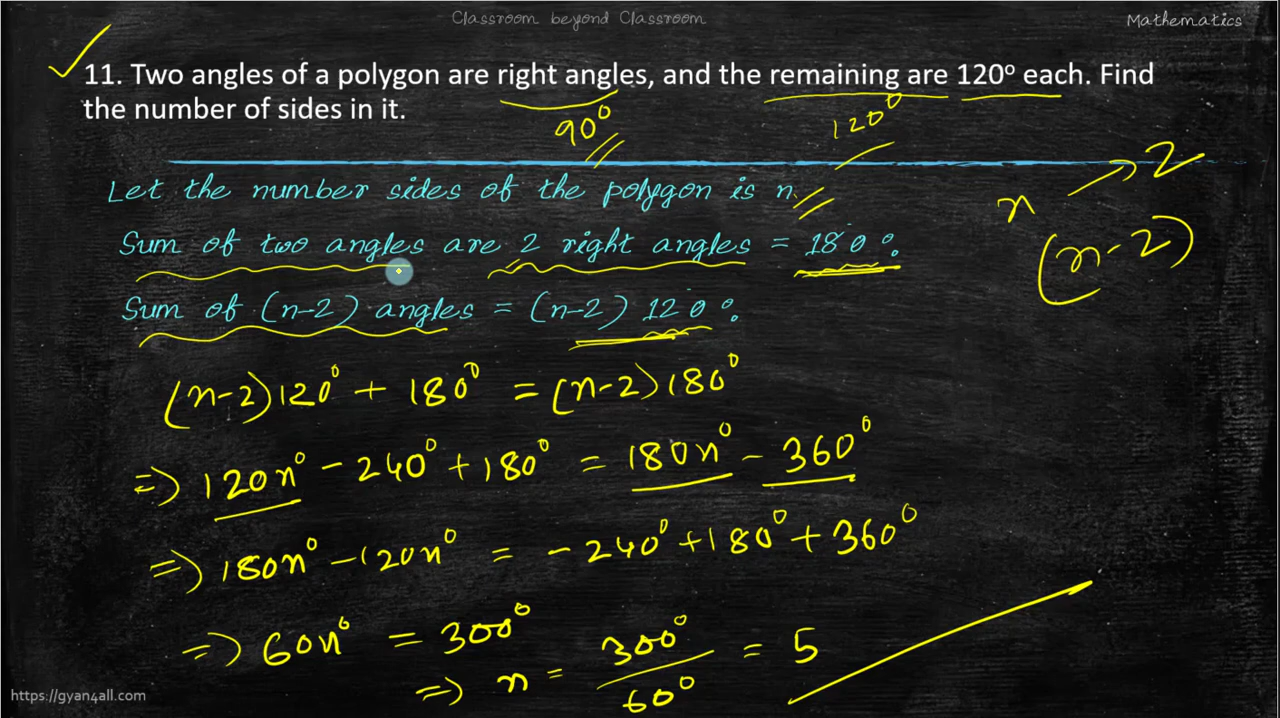 Classroom beyond Classroom
Mathematics
11. Two angles of a polygon are right angles, and the remaining are 120° each. Find
the number of sides in it.
90°
120°
Let the number sides of the polygon is n.
n → 2
Sum of two angles are 2 right angles = 180°.
(n-2)
Sum of (n-2) angles = (n-2) 120°.
(n-2)120° + 180° = (n-2)180°
=> 120n° - 240° + 180° = 180n° - 360°
=> 180n° - 120n° = -240° + 180° + 360°
=> 60n° = 300°
=> n = 300°/60° = 5
https://gyan4all.com